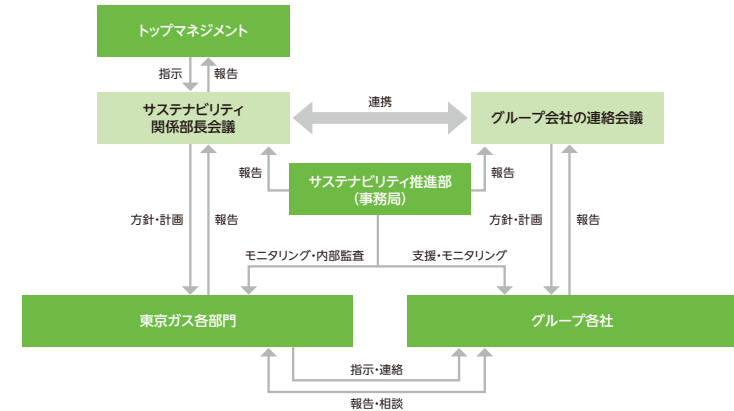 トップマネジメント
指示
報告
サステナビリティ
関係部長会議
連携
グループ会社の連絡会議
報告
サステナビリティ推進部
（事務局）
報告
方針・計画
報告
方針・計画
報告
モニタリング・内部監査
支援・モニタリング
東京ガス各部門
グループ各社
指示・連絡
報告・相談